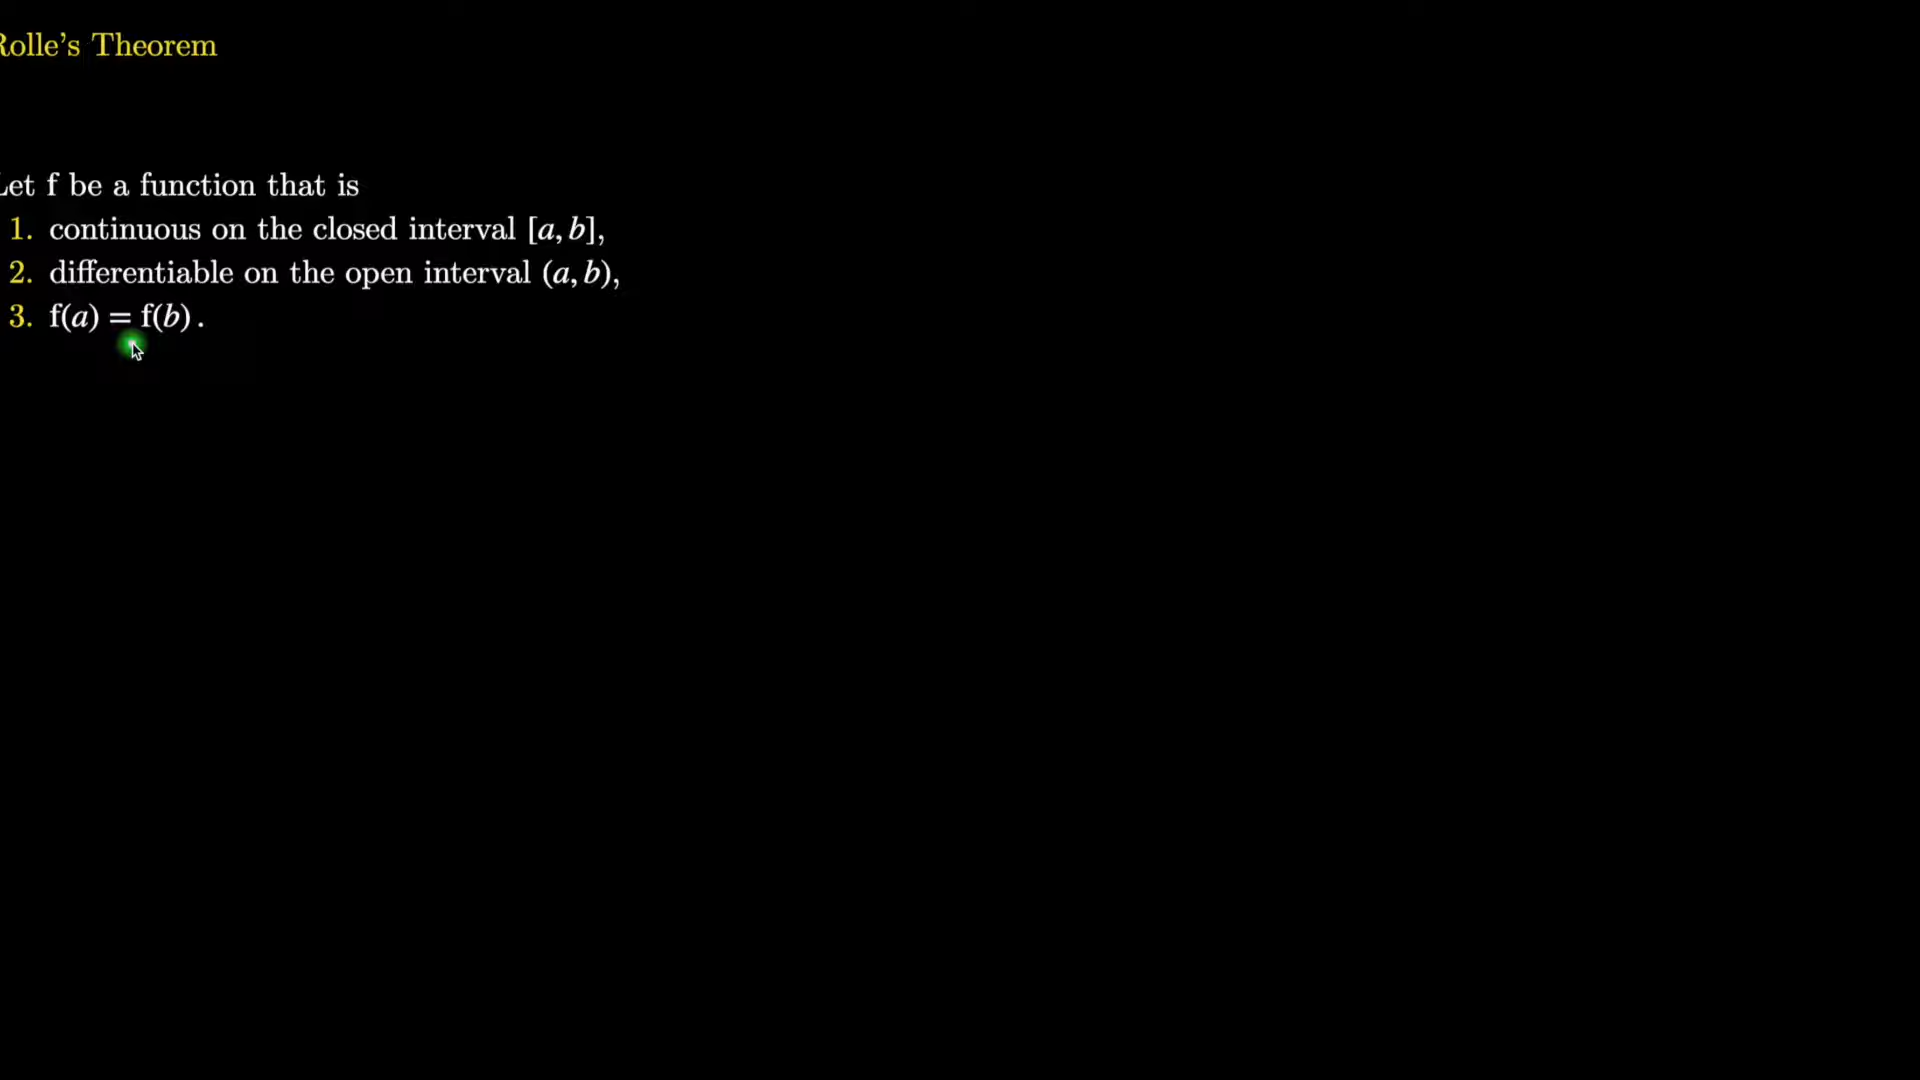 Rolle's Theorem
Let f be a function that is
1. continuous on the closed interval [a, b],
2. differentiable on the open interval (a, b),
3. f(a) = f(b).